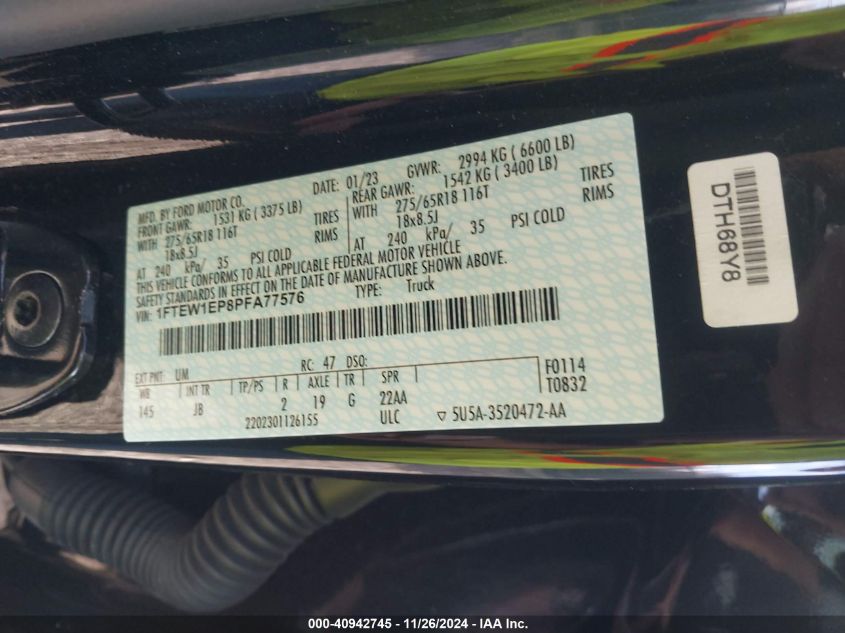 MFD. BY FORD MOTOR CO.
DATE: 01/23 GVWR: 2994 KG ( 6600 LB)
FRONT GAWR: 1531 KG ( 3375 LB)
REAR GAWR: 1542 KG ( 3400 LB)
WITH 275/65R18 116T TIRES
WITH 275/65R18 116T TIRES
18x8.5J RIMS
18x8.5J RIMS
AT 240 kPa/ 35 PSI COLD
AT 240 kPa/ 35 PSI COLD
THIS VEHICLE CONFORMS TO ALL APPLICABLE FEDERAL MOTOR VEHICLE
SAFETY STANDARDS IN EFFECT ON THE DATE OF MANUFACTURE SHOWN ABOVE.
VIN: 1FTEW1EP8PFA77576 TYPE: Truck
EXT PNT: UM RC: 47 DSO:
WB INT TR TP/PS R AXLE TR SPR
145 JB 2 19 G 22AA
2202301126155 ULC
F0114
T0832
▽ 5U5A-3520472-AA
DTH68Y8
000-40942745 - 11/26/2024 - IAA Inc.